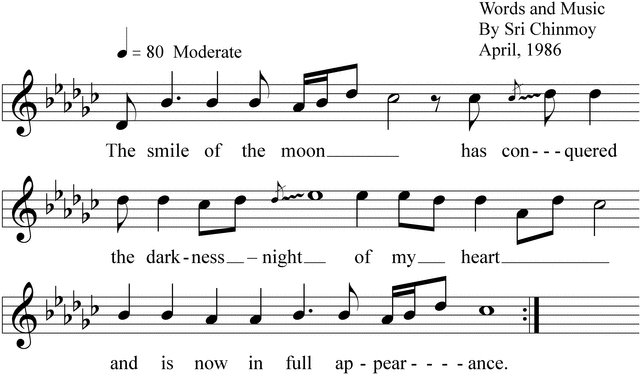 Words and Music
By Sri Chinmoy
April, 1986
= 80 Moderate
The smile of the moon has con---quered
the dark-ness – night of my heart
and is now in full ap-pear----ance.